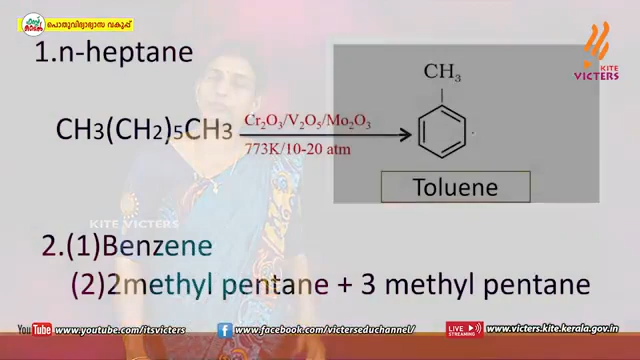 പൊതുവിദ്യാഭ്യാസ വകുപ്പ്
KITE
VICTERS
1.n-heptane
CH3
CH3(CH2)5CH3
Cr2O3/V2O5/Mo2O3
773K/10-20 atm
Toluene
KITE VICTERS
2.(1)Benzene
(2)2methyl pentane + 3 methyl pentane
YouTube www.youtube.com/itsvicters
www.facebook.com/victerseduchannel/
LIVE STREAMING www.victers.kite.kerala.gov.in